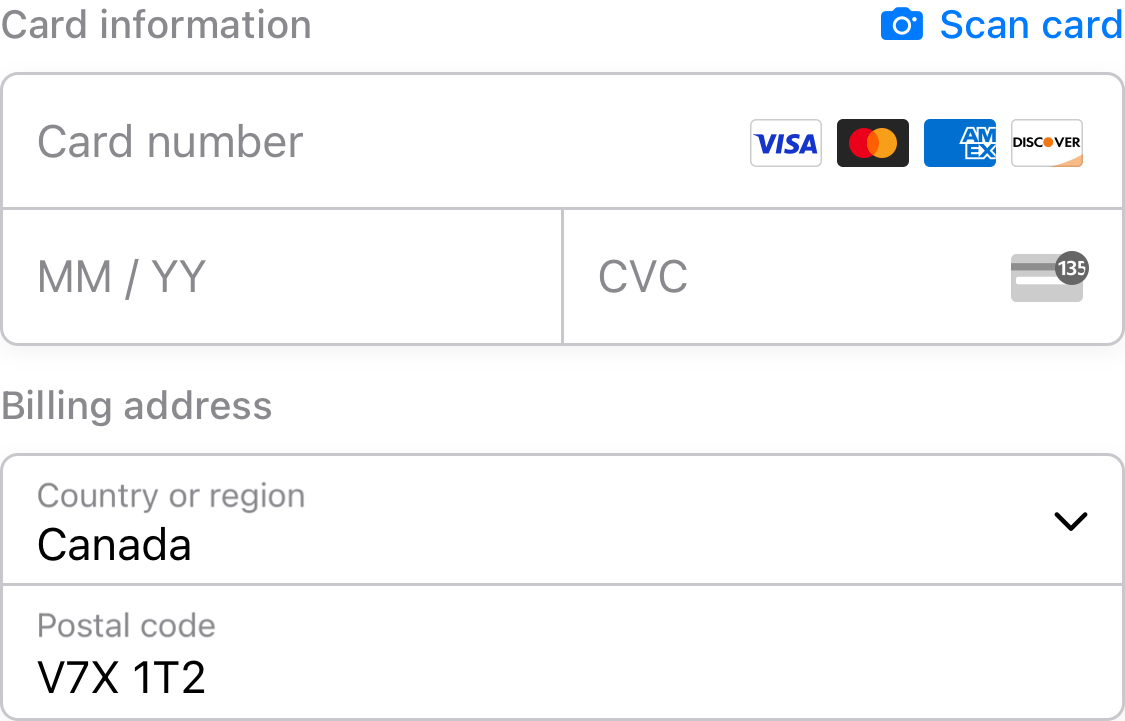 Card information Scan card
Card number VISA AM EX DISCOVER
MM / YY CVC 135
Billing address
Country or region
Canada
Postal code
V7X 1T2